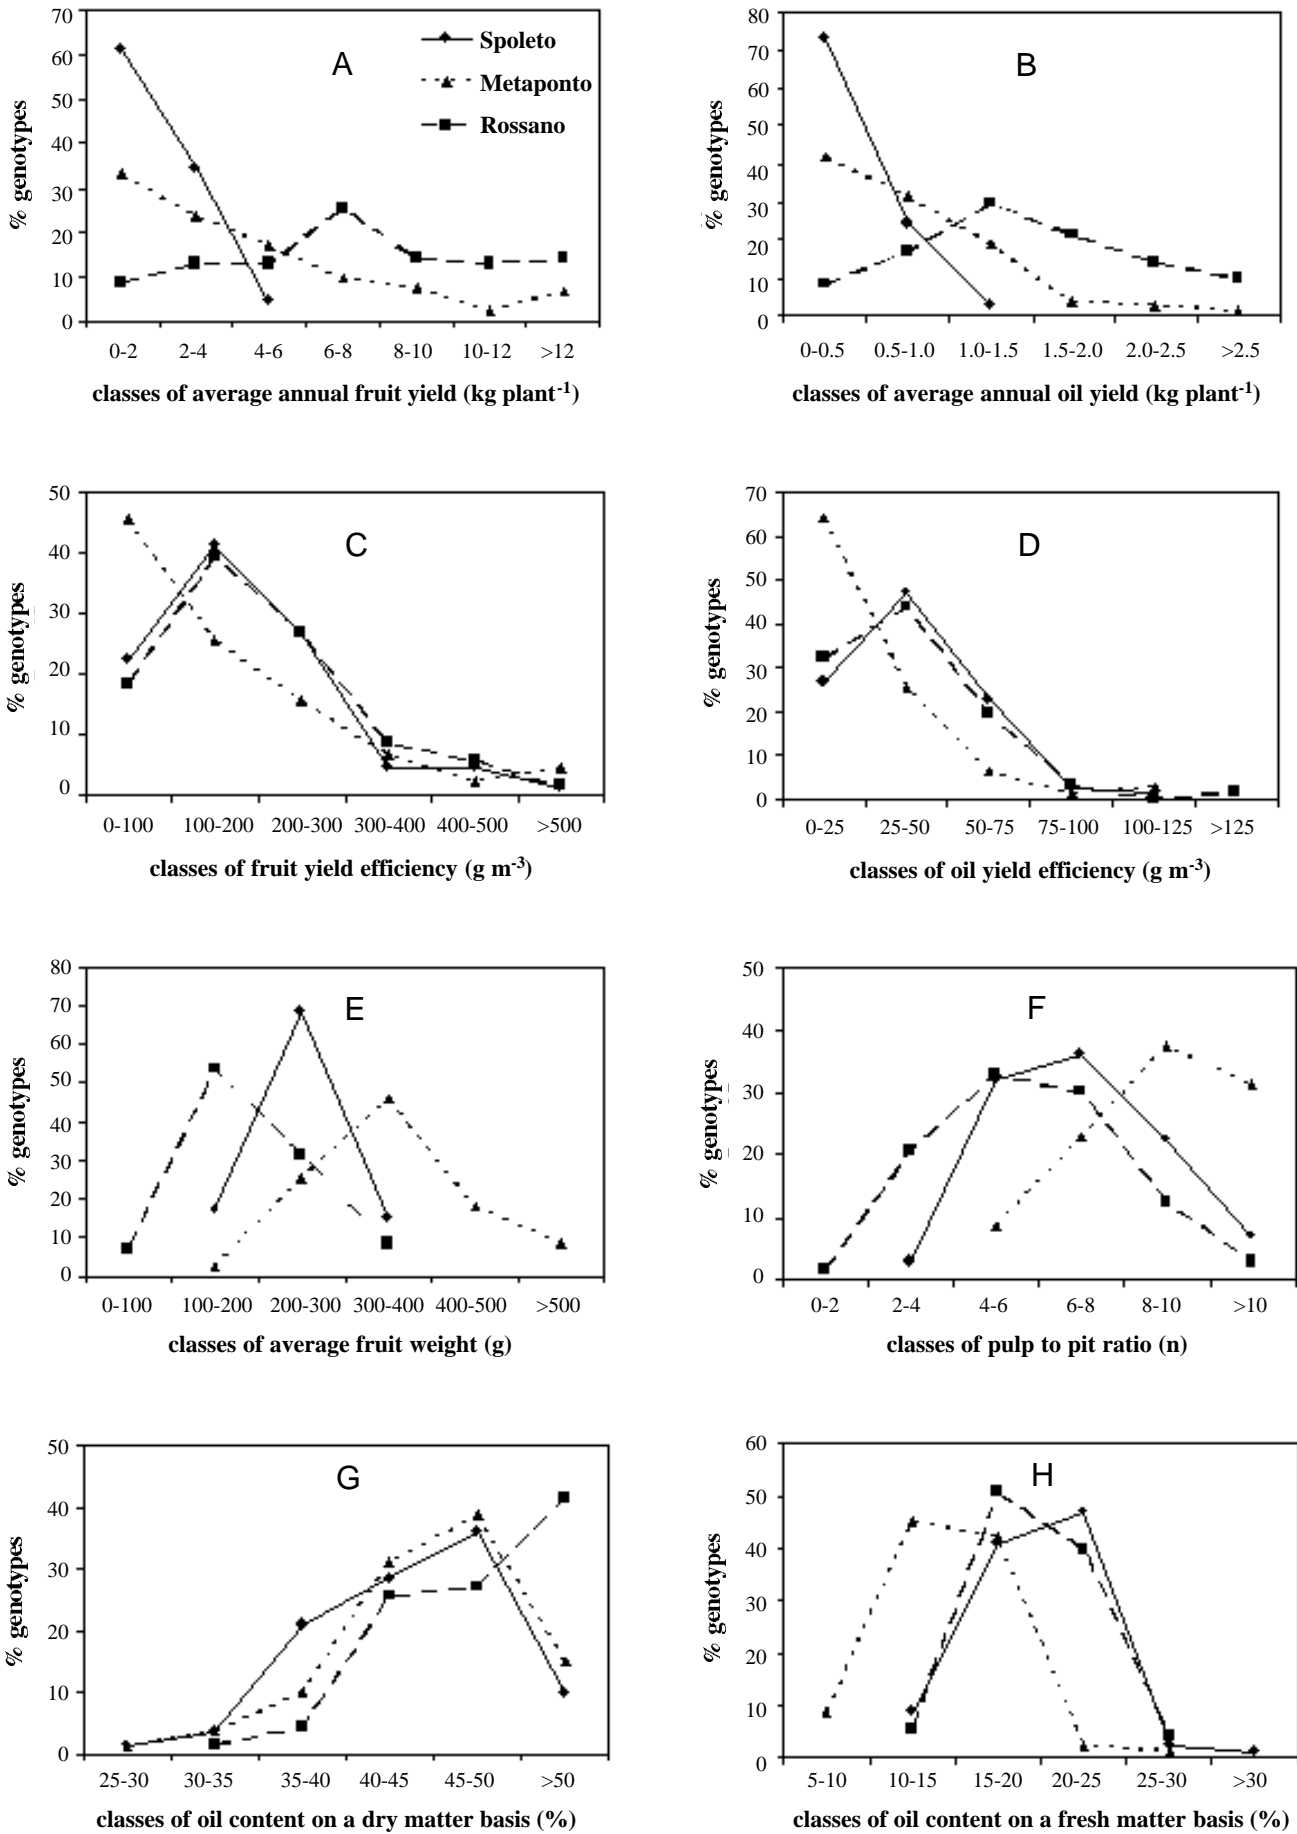 A
70
60
50
40
30
20
10
0
% genotypes
Spoleto
Metaponto
Rossano
0-2 2-4 4-6 6-8 8-10 10-12 >12
classes of average annual fruit yield (kg plant-1)
B
80
70
60
50
40
30
20
10
0
% genotypes
0-0.5 0.5-1.0 1.0-1.5 1.5-2.0 2.0-2.5 >2.5
classes of average annual oil yield (kg plant-1)
C
50
40
30
20
10
0
% genotypes
0-100 100-200 200-300 300-400 400-500 >500
classes of fruit yield efficiency (g m-3)
D
70
60
50
40
30
20
10
0
% genotypes
0-25 25-50 50-75 75-100 100-125 >125
classes of oil yield efficiency (g m-3)
E
80
70
60
50
40
30
20
10
0
% genotypes
0-100 100-200 200-300 300-400 400-500 >500
classes of average fruit weight (g)
F
50
40
30
20
10
0
% genotypes
0-2 2-4 4-6 6-8 8-10 >10
classes of pulp to pit ratio (n)
G
50
40
30
20
10
0
% genotypes
25-30 30-35 35-40 40-45 45-50 >50
classes of oil content on a dry matter basis (%)
H
60
50
40
30
20
10
0
% genotypes
5-10 10-15 15-20 20-25 25-30 >30
classes of oil content on a fresh matter basis (%)